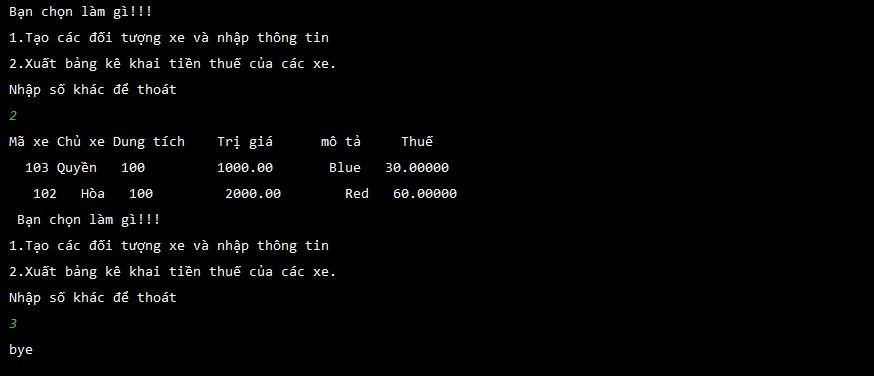 Bạn chọn làm gì!!!
1.Tạo các đối tượng xe và nhập thông tin
2.Xuất bảng kê khai tiền thuế của các xe.
Nhập số khác để thoát
2
Mã xe Chủ xe Dung tích    Trị giá      mô tả     Thuế
  103 Quyền   100         1000.00       Blue   30.00000
   102   Hòa   100         2000.00        Red   60.00000
 Bạn chọn làm gì!!!
1.Tạo các đối tượng xe và nhập thông tin
2.Xuất bảng kê khai tiền thuế của các xe.
Nhập số khác để thoát
3
bye